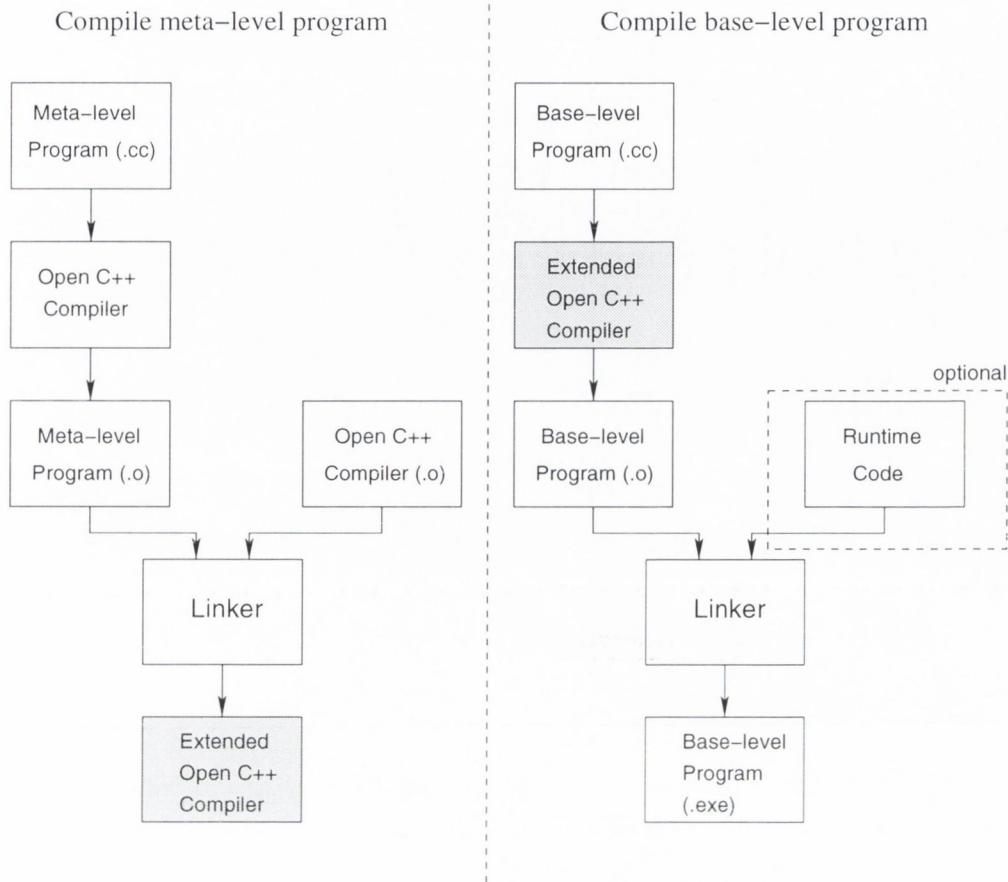 Compile meta–level program
Meta–level
Program (.cc)
Open C++
Compiler
Meta–level
Program (.o)
Open C++
Compiler (.o)
Linker
Extended
Open C++
Compiler
Compile base–level program
Base–level
Program (.cc)
Extended
Open C++
Compiler
optional
Base–level
Program (.o)
Runtime
Code
Linker
Base–level
Program
(.exe)